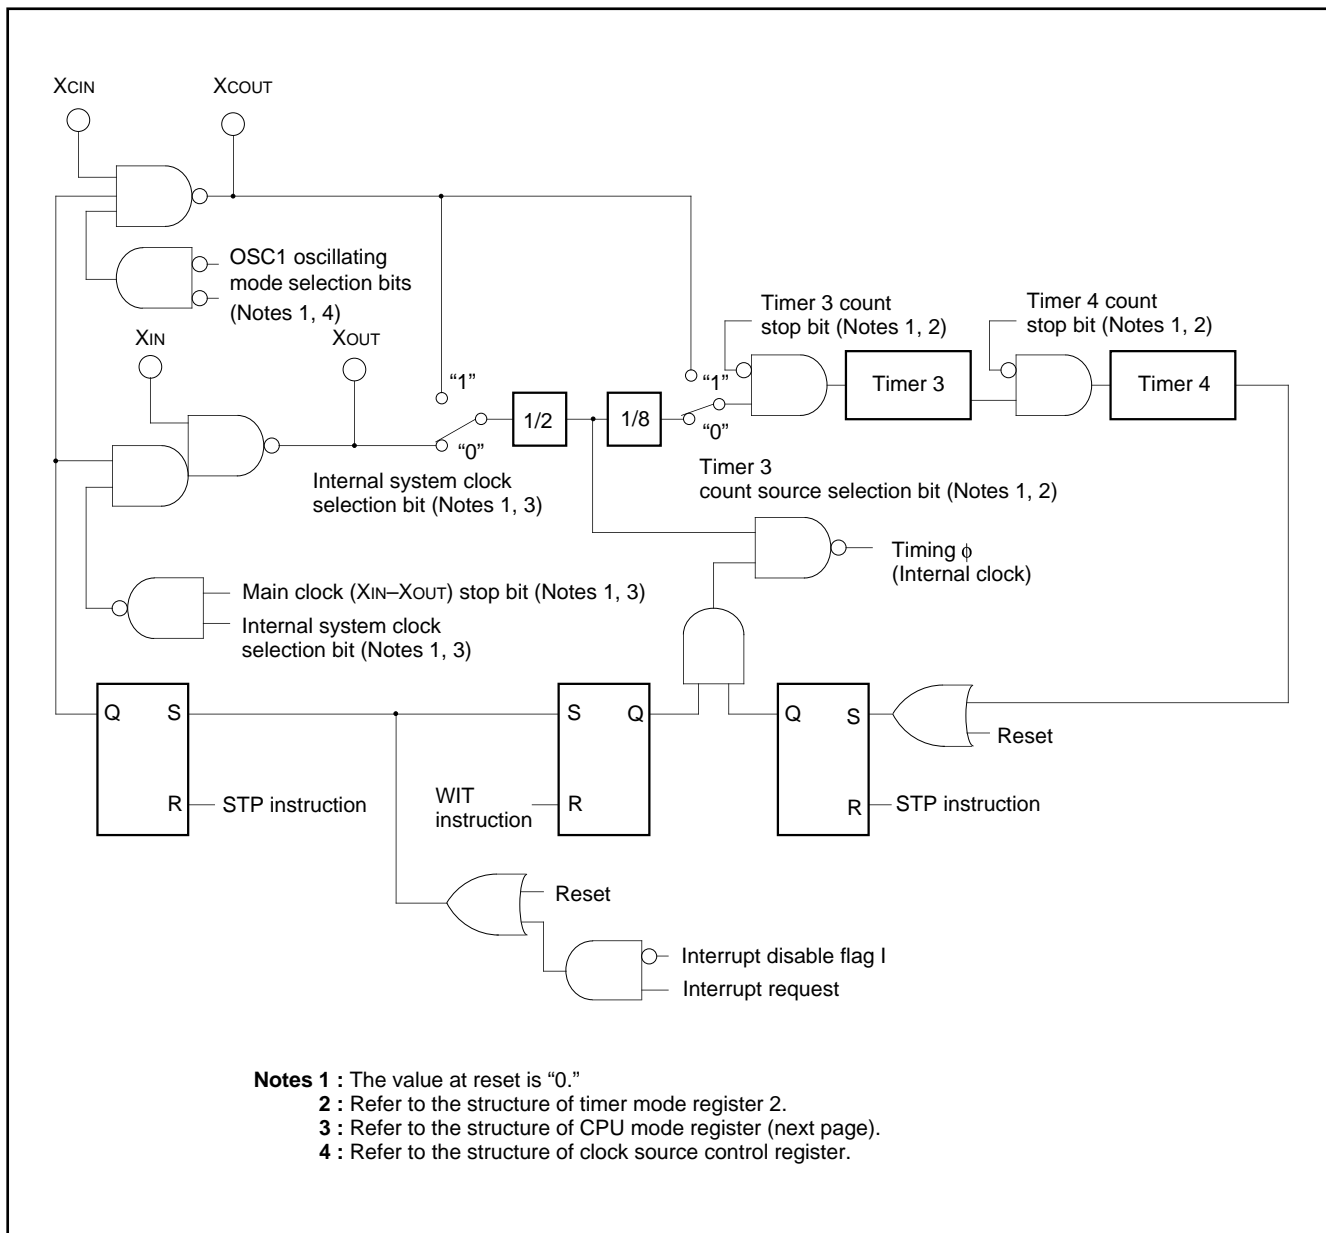 XCIN
XCOUT
OSC1 oscillating
mode selection bits
(Notes 1, 4)
XIN
XOUT
“1”
“0”
Internal system clock
selection bit (Notes 1, 3)
1/2
1/8
“1”
“0”
Timer 3 count
stop bit (Notes 1, 2)
Timer 3
Timer 4 count
stop bit (Notes 1, 2)
Timer 4
Timer 3
count source selection bit (Notes 1, 2)
Timing ϕ
(Internal clock)
Main clock (XIN–XOUT) stop bit (Notes 1, 3)
Internal system clock
selection bit (Notes 1, 3)
Q S
R
STP instruction
S Q
R
WIT
instruction
Q S
R
Reset
STP instruction
Reset
Interrupt disable flag I
Interrupt request
Notes 1 : The value at reset is “0.”
2 : Refer to the structure of timer mode register 2.
3 : Refer to the structure of CPU mode register (next page).
4 : Refer to the structure of clock source control register.